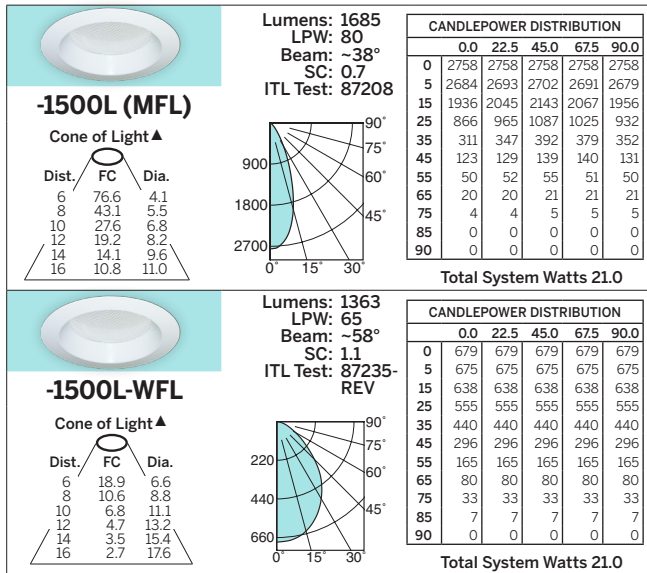 -1500L (MFL)
Cone of Light▲
Dist. FC Dia.
6 76.6 4.1
8 43.1 5.5
10 27.6 6.8
12 19.2 8.2
14 14.1 9.6
16 10.8 11.0
Lumens: 1685
LPW: 80
Beam: ~38°
SC: 0.7
ITL Test: 87208
90°
75°
60°
45°
900
1800
2700
0° 15° 30°
CANDLEPOWER DISTRIBUTION
0.0 22.5 45.0 67.5 90.0
0 2758 2758 2758 2758 2758
5 2684 2693 2702 2691 2679
15 1936 2045 2143 2067 1956
25 866 965 1087 1025 932
35 311 347 392 379 352
45 123 129 139 140 131
55 50 52 55 51 50
65 20 20 21 21 21
75 4 4 5 5 5
85 0 0 0 0 0
90 0 0 0 0 0
Total System Watts 21.0
-1500L-WFL
Cone of Light▲
Dist. FC Dia.
6 18.9 6.6
8 10.6 8.8
10 6.8 11.1
12 4.7 13.2
14 3.5 15.4
16 2.7 17.6
Lumens: 1363
LPW: 65
Beam: ~58°
SC: 1.1
ITL Test: 87235-
REV
90°
75°
60°
45°
220
440
660
0° 15° 30°
CANDLEPOWER DISTRIBUTION
0.0 22.5 45.0 67.5 90.0
0 679 679 679 679 679
5 675 675 675 675 675
15 638 638 638 638 638
25 555 555 555 555 555
35 440 440 440 440 440
45 296 296 296 296 296
55 165 165 165 165 165
65 80 80 80 80 80
75 33 33 33 33 33
85 7 7 7 7 7
90 0 0 0 0 0
Total System Watts 21.0